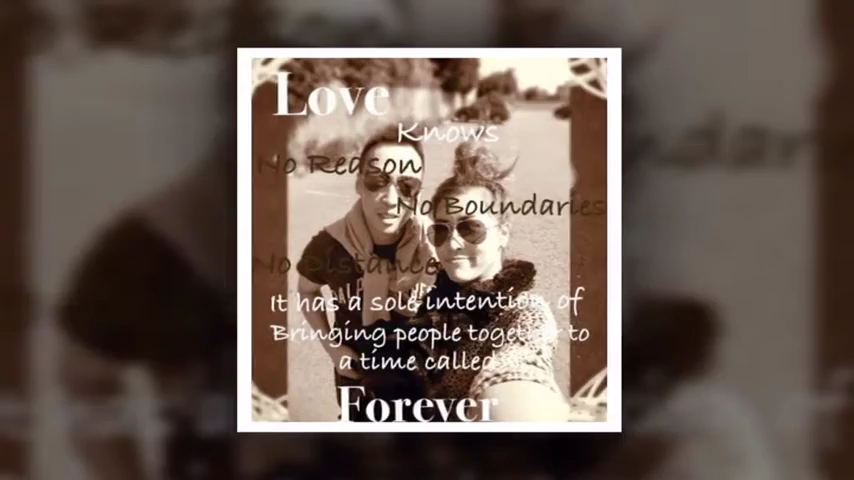 Love
Knows
No Reason
No Boundaries
No Distance
It has a sole intention of
Bringing people together to
a time called
Forever